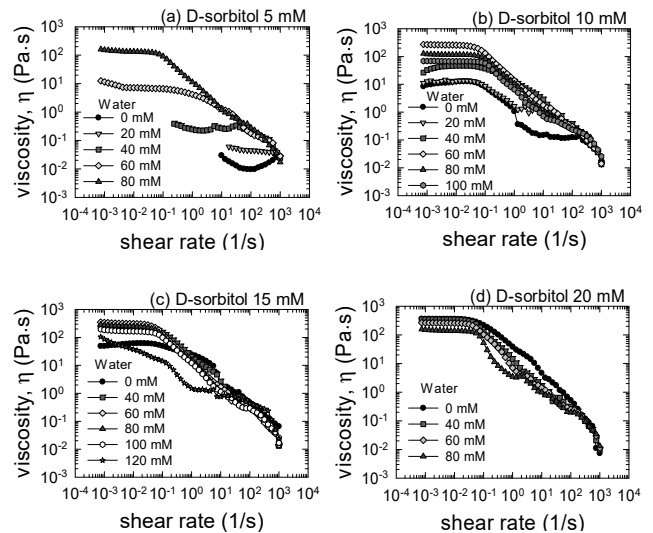 (a) D-sorbitol 5 mM
viscosity, η (Pa·s)
10³
10²
10¹
10⁰
10⁻¹
10⁻²
10⁻³
Water
0 mM
20 mM
40 mM
60 mM
80 mM
10⁻⁴ 10⁻³ 10⁻² 10⁻¹ 10⁰ 10¹ 10² 10³ 10⁴
shear rate (1/s)
(b) D-sorbitol 10 mM
viscosity, η (Pa·s)
10³
10²
10¹
10⁰
10⁻¹
10⁻²
10⁻³
Water
0 mM
20 mM
40 mM
60 mM
80 mM
100 mM
10⁻⁴ 10⁻³ 10⁻² 10⁻¹ 10⁰ 10¹ 10² 10³ 10⁴
shear rate (1/s)
(c) D-sorbitol 15 mM
viscosity, η (Pa·s)
10³
10²
10¹
10⁰
10⁻¹
10⁻²
10⁻³
Water
0 mM
40 mM
60 mM
80 mM
100 mM
120 mM
10⁻⁴ 10⁻³ 10⁻² 10⁻¹ 10⁰ 10¹ 10² 10³ 10⁴
shear rate (1/s)
(d) D-sorbitol 20 mM
viscosity, η (Pa·s)
10³
10²
10¹
10⁰
10⁻¹
10⁻²
10⁻³
Water
0 mM
40 mM
60 mM
80 mM
10⁻⁴ 10⁻³ 10⁻² 10⁻¹ 10⁰ 10¹ 10² 10³ 10⁴
shear rate (1/s)